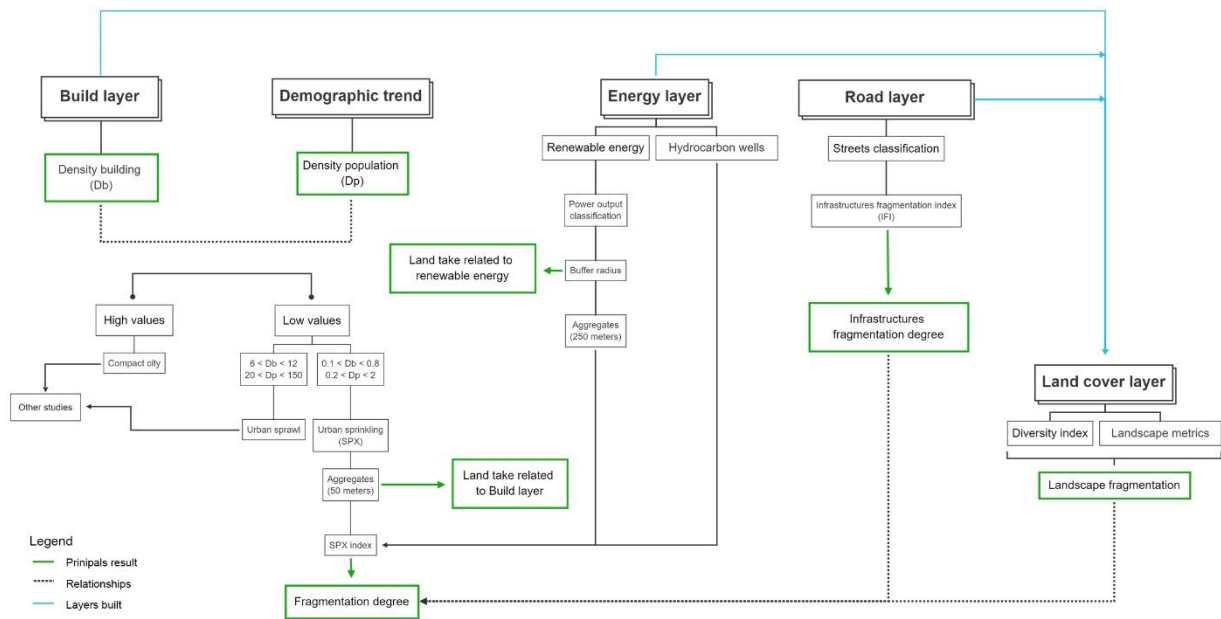 Build layer
Demographic trend
Energy layer
Road layer
Density building
(Db)
Density population
(Dp)
Renewable energy
Hydrocarbon wells
Streets classification
Power output
classification
Infrastructures fragmentation index
(IFI)
Land take related to
renewable energy
Buffer radius
High values
Low values
Aggregates
(250 meters)
Infrastructures
fragmentation degree
Compact city
6 < Db < 12
20 < Dp < 150
0.1 < Db < 0.8
0.2 < Dp < 2
Land cover layer
Other studies
Urban sprawl
Urban sprinkling
(SPX)
Diversity index
Landscape metrics
Aggregates
(50 meters)
Land take related
to Build layer
Landscape fragmentation
SPX index
Legend
Prinipals result
Relationships
Layers built
Fragmentation degree